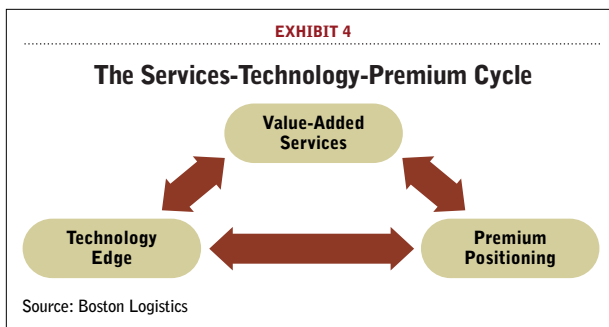 EXHIBIT 4
The Services-Technology-Premium Cycle
Value-Added
Services
Technology
Edge
Premium
Positioning
Source: Boston Logistics